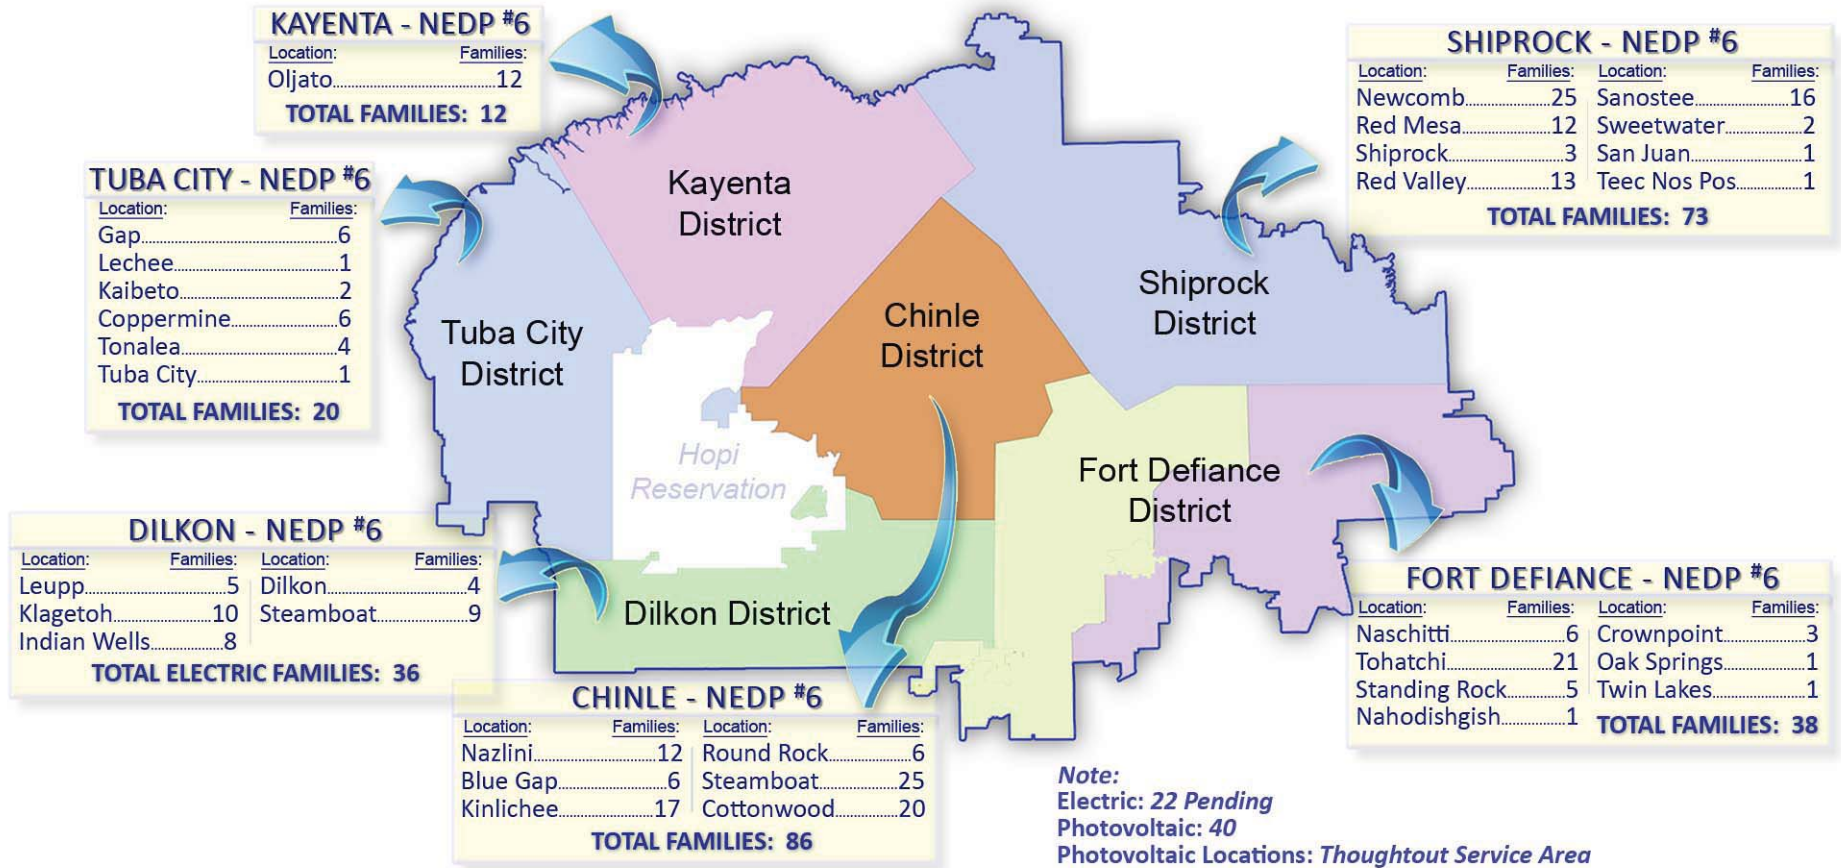 KAYENTA - NEDP #6
Location: Families:
Oljato 12
TOTAL FAMILIES: 12
TUBA CITY - NEDP #6
Location: Families:
Gap 6
Lechee 1
Kaibeto 2
Coppermine 6
Tonalea 4
Tuba City 1
TOTAL FAMILIES: 20
DILKON - NEDP #6
Location: Families: Location: Families:
Leupp 5 Dilkon 4
Klagetoh 10 Steamboat 9
Indian Wells 8
TOTAL ELECTRIC FAMILIES: 36
CHINLE - NEDP #6
Location: Families: Location: Families:
Nazlini 12 Round Rock 6
Blue Gap 6 Steamboat 25
Kinlichee 17 Cottonwood 20
TOTAL FAMILIES: 86
SHIPROCK - NEDP #6
Location: Families: Location: Families:
Newcomb 25 Sanostee 16
Red Mesa 12 Sweetwater 2
Shiprock 3 San Juan 1
Red Valley 13 Teec Nos Pos 1
TOTAL FAMILIES: 73
FORT DEFIANCE - NEDP #6
Location: Families: Location: Families:
Naschitti 6 Crownpoint 3
Tohatchi 21 Oak Springs 1
Standing Rock 5 Twin Lakes 1
Nahodishgish 1 TOTAL FAMILIES: 38
Kayenta
District
Tuba City
District
Chinle
District
Shiprock
District
Hopi
Reservation
Fort Defiance
District
Dilkon District
Note:
Electric: 22 Pending
Photovoltaic: 40
Photovoltaic Locations: Thoughtout Service Area